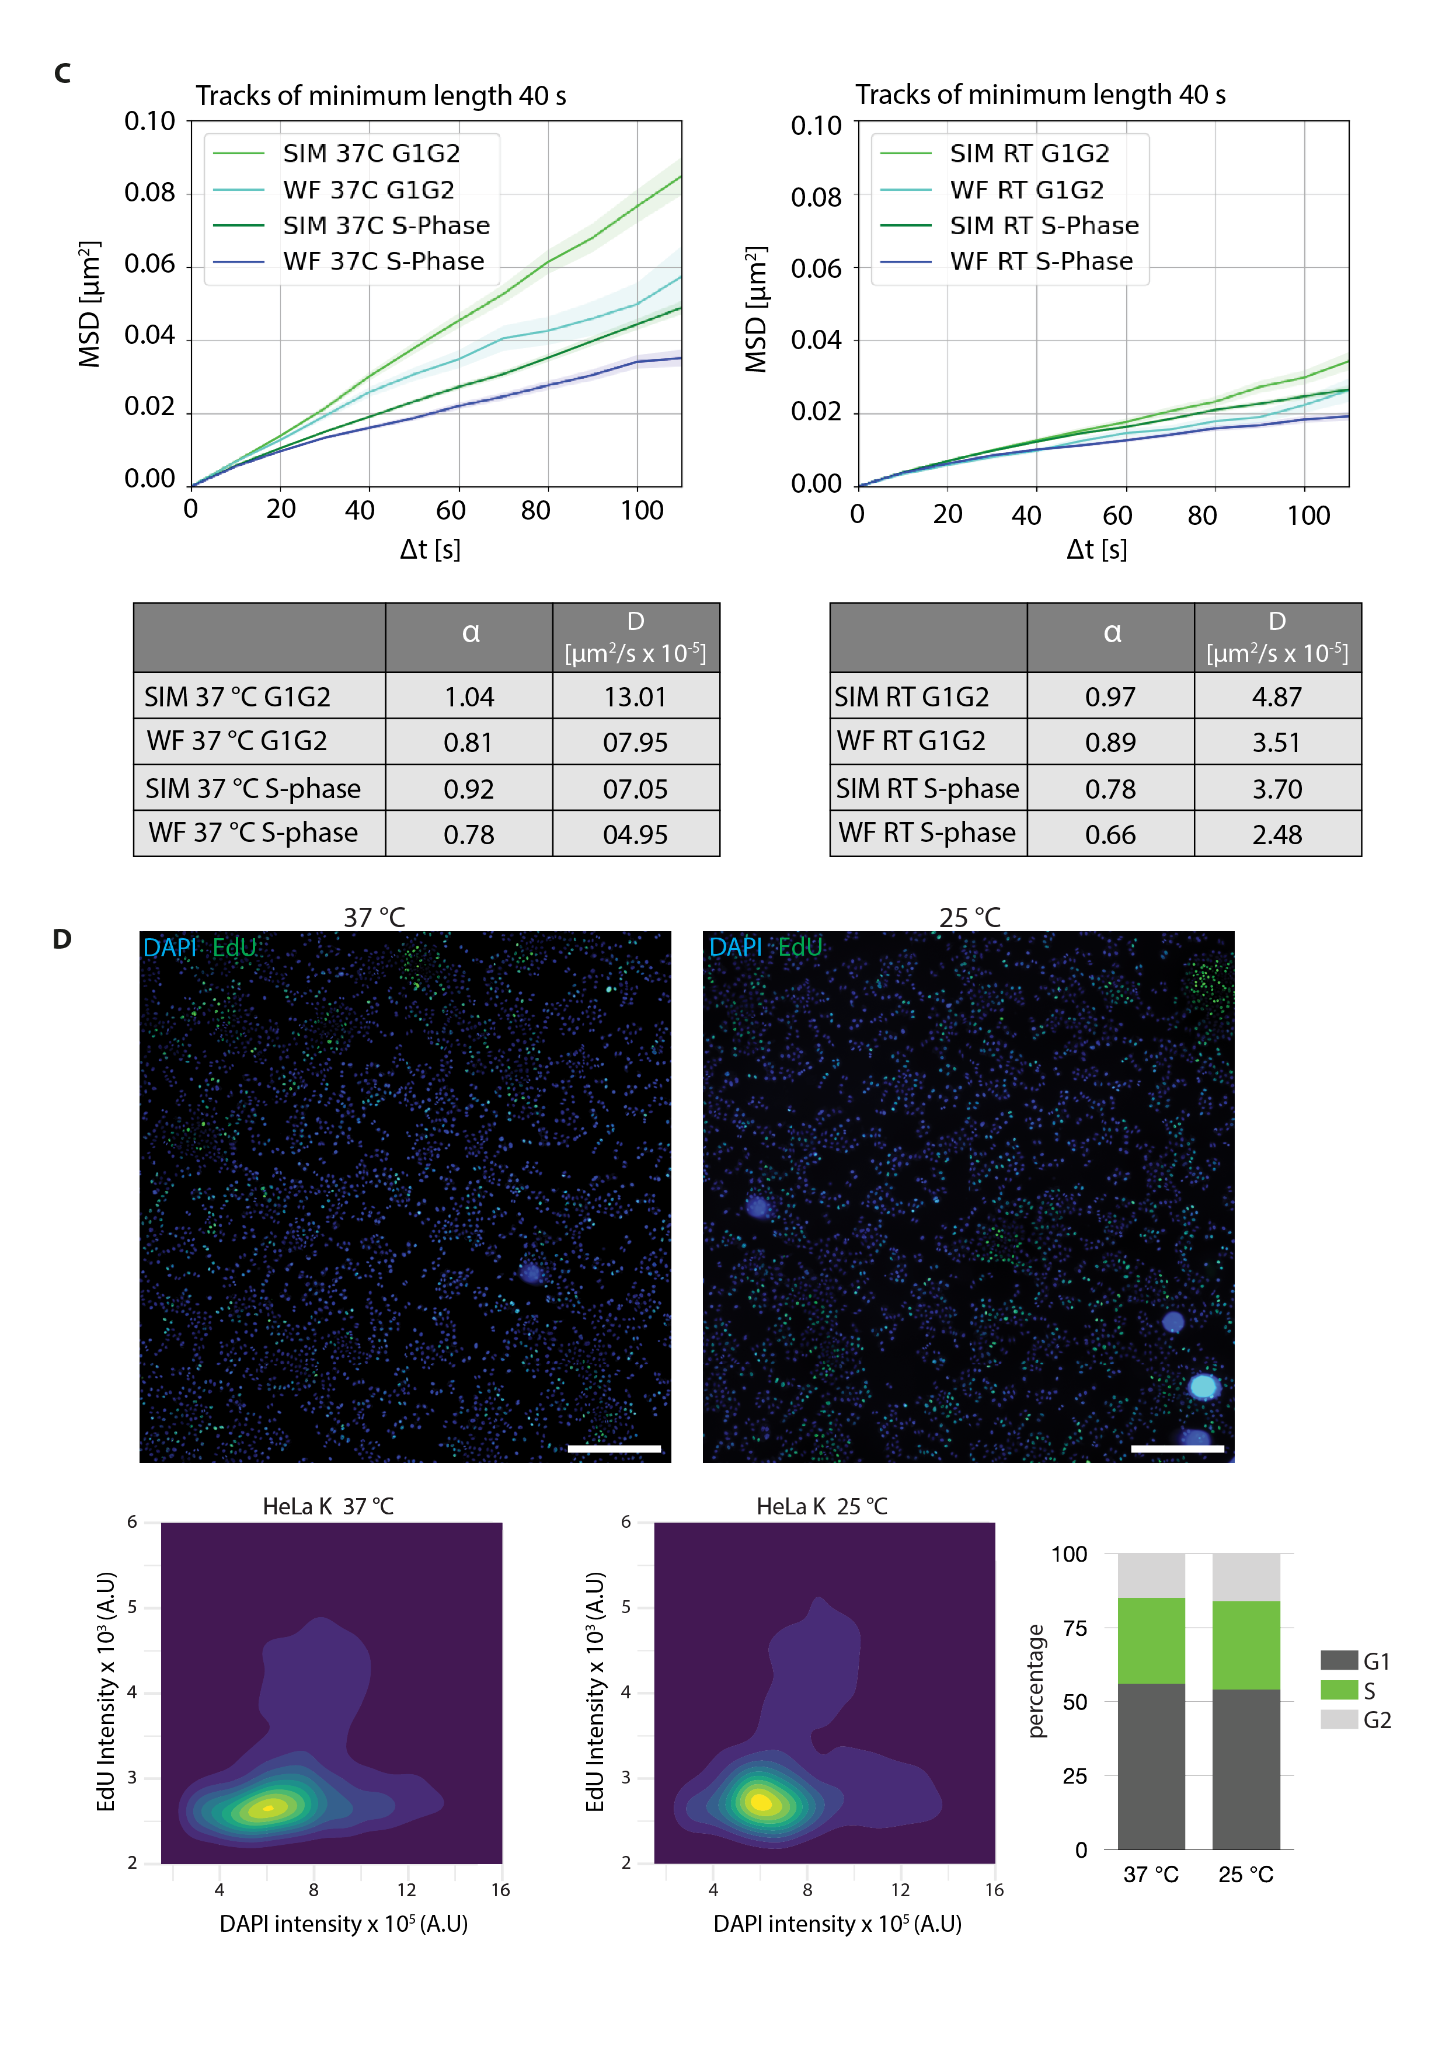 C
Tracks of minimum length 40 s
0.10
0.08
0.06
0.04
0.02
0.00
MSD [μm²]
SIM 37C G1G2
WF 37C G1G2
SIM 37C S-Phase
WF 37C S-Phase
0 20 40 60 80 100
Δt [s]
Tracks of minimum length 40 s
0.10
0.08
0.06
0.04
0.02
0.00
MSD [μm²]
SIM RT G1G2
WF RT G1G2
SIM RT S-Phase
WF RT S-Phase
0 20 40 60 80 100
Δt [s]
α D
[μm²/s x 10⁻⁵]
SIM 37 °C G1G2 1.04 13.01
WF 37 °C G1G2 0.81 07.95
SIM 37 °C S-phase 0.92 07.05
WF 37 °C S-phase 0.78 04.95
α D
[μm²/s x 10⁻⁵]
SIM RT G1G2 0.97 4.87
WF RT G1G2 0.89 3.51
SIM RT S-phase 0.78 3.70
WF RT S-phase 0.66 2.48
D
37 °C
DAPI EdU
25 °C
DAPI EdU
HeLa K 37 °C
6
5
4
3
2
EdU Intensity x 10³ (A.U)
4 8 12 16
DAPI intensity x 10⁵ (A.U)
HeLa K 25 °C
6
5
4
3
2
EdU Intensity x 10³ (A.U)
4 8 12 16
DAPI intensity x 10⁵ (A.U)
100
75
50
25
0
percentage
37 °C 25 °C
G1
S
G2